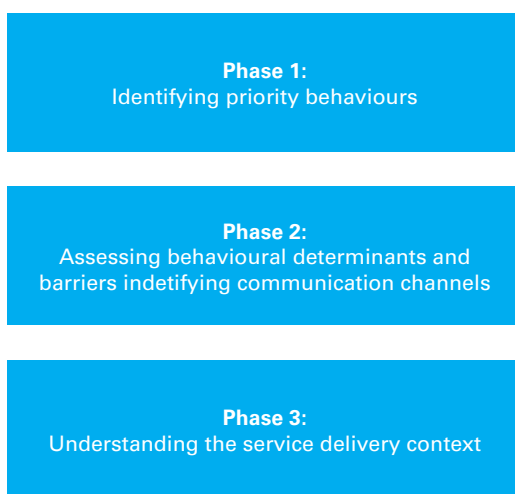 Phase 1:
Identifying priority behaviours
Phase 2:
Assessing behavioural determinants and
barriers indetifying communication channels
Phase 3:
Understanding the service delivery context